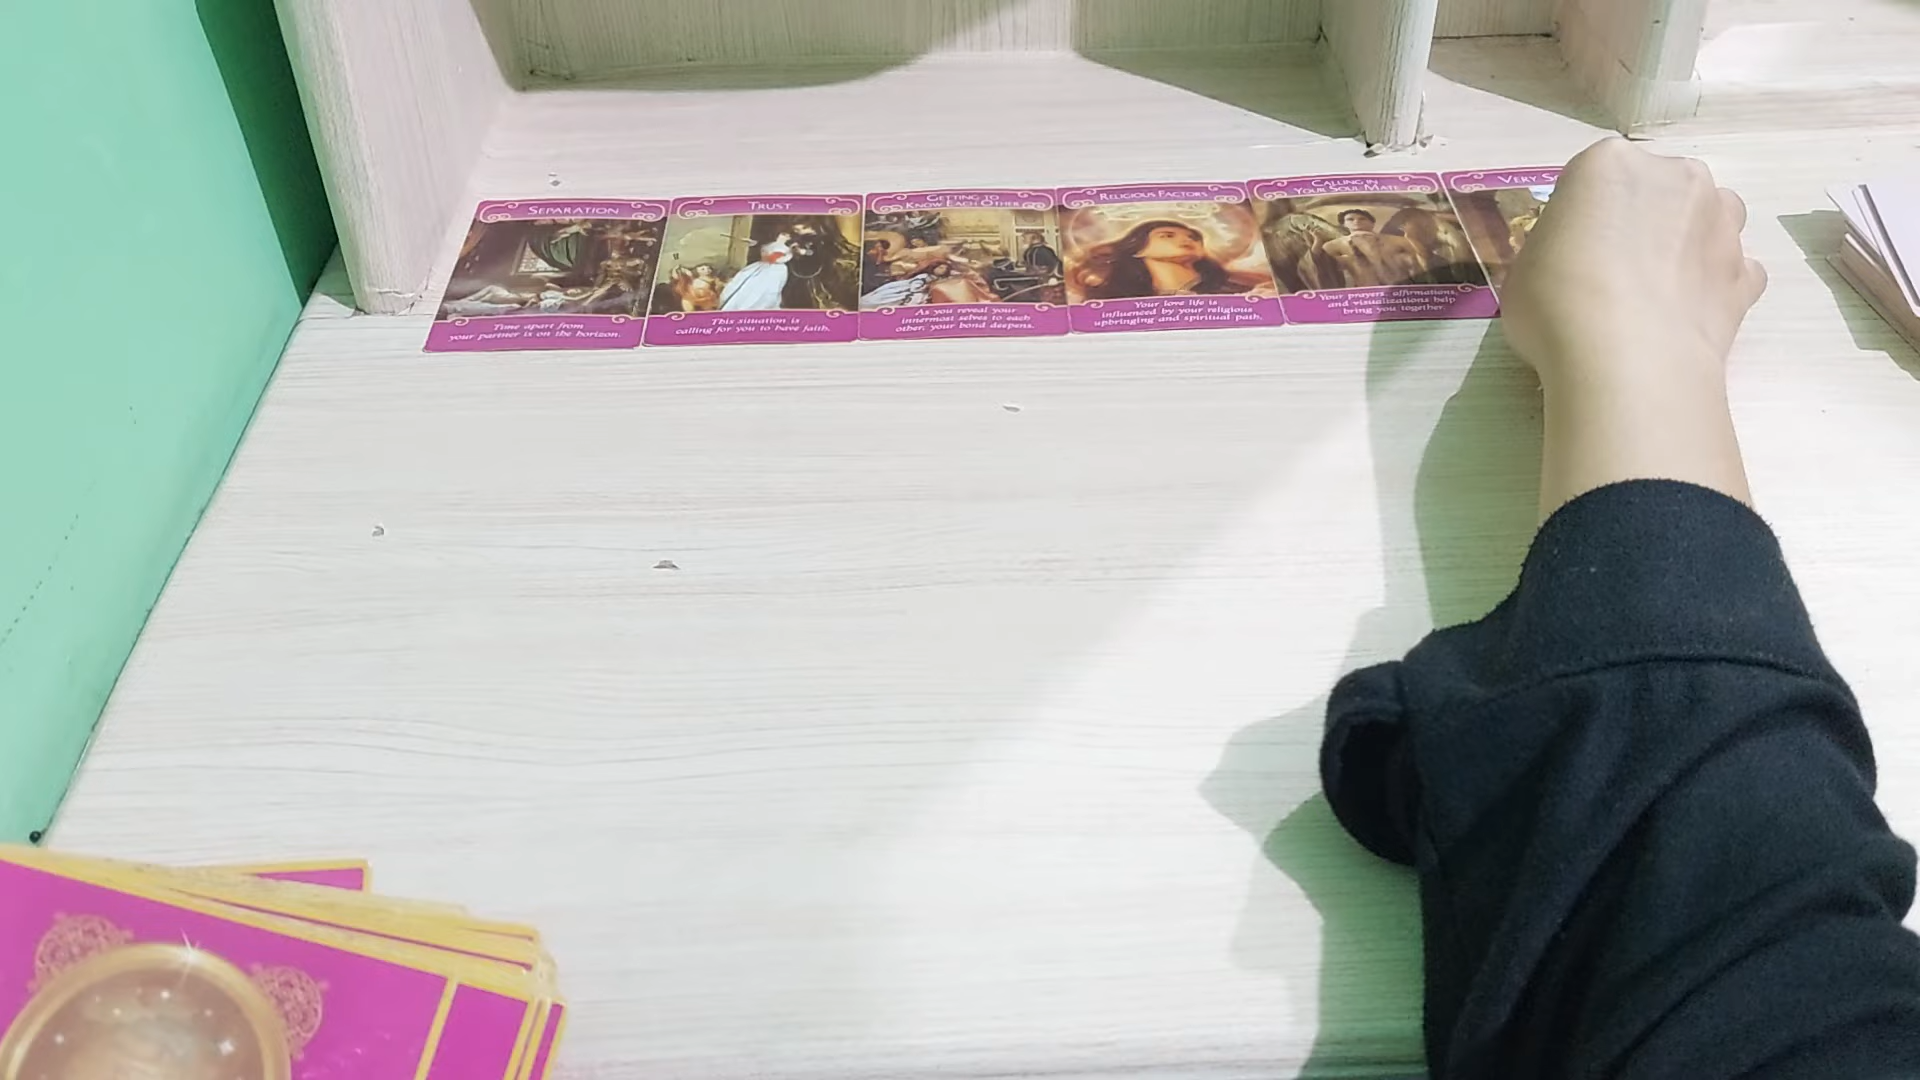 SEPARATION
Time apart from
your partner is on the horizon.
TRUST
This situation is
calling for you to have faith.
GETTING TO
KNOW EACH OTHER
As you reveal your
innermost selves to each
other, your bond deepens.
RELIGIOUS FACTORS
Your love life is
influenced by your religious
upbringing and spiritual path.
CALLING IN
YOUR SOUL MATE
Your prayers, affirmations,
and visualizations help
bring you together.
VERY